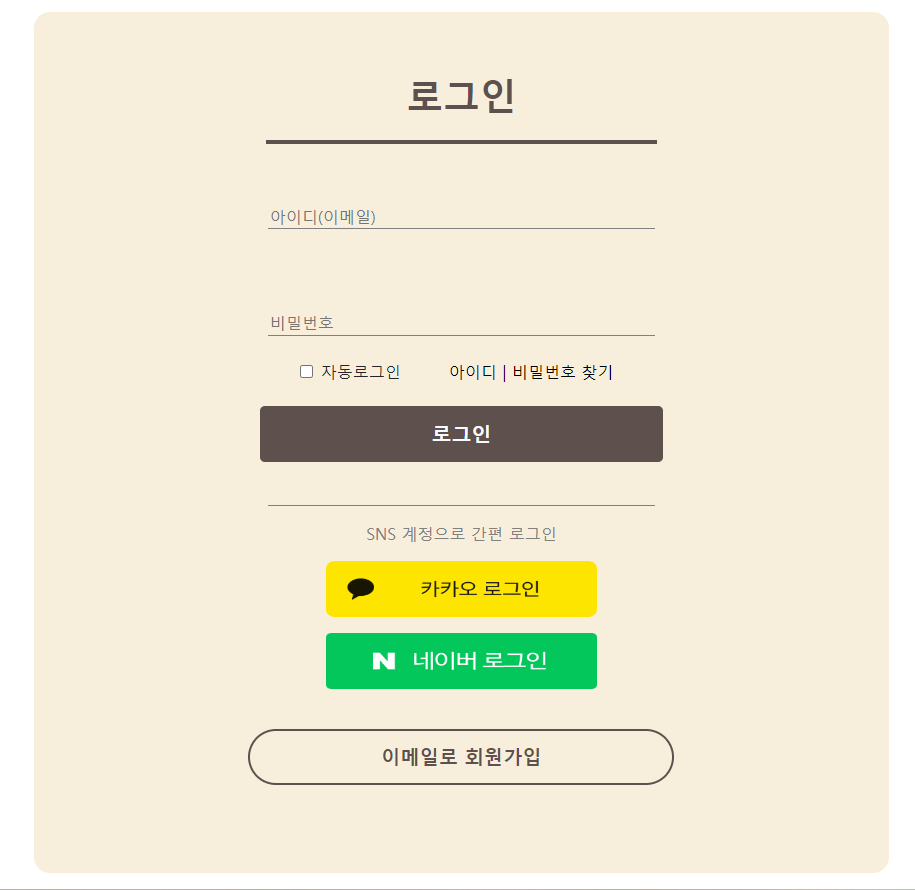 로그인
아이디(이메일)
비밀번호
자동로그인 아이디 | 비밀번호 찾기
로그인
SNS 계정으로 간편 로그인
카카오 로그인
N 네이버 로그인
이메일로 회원가입